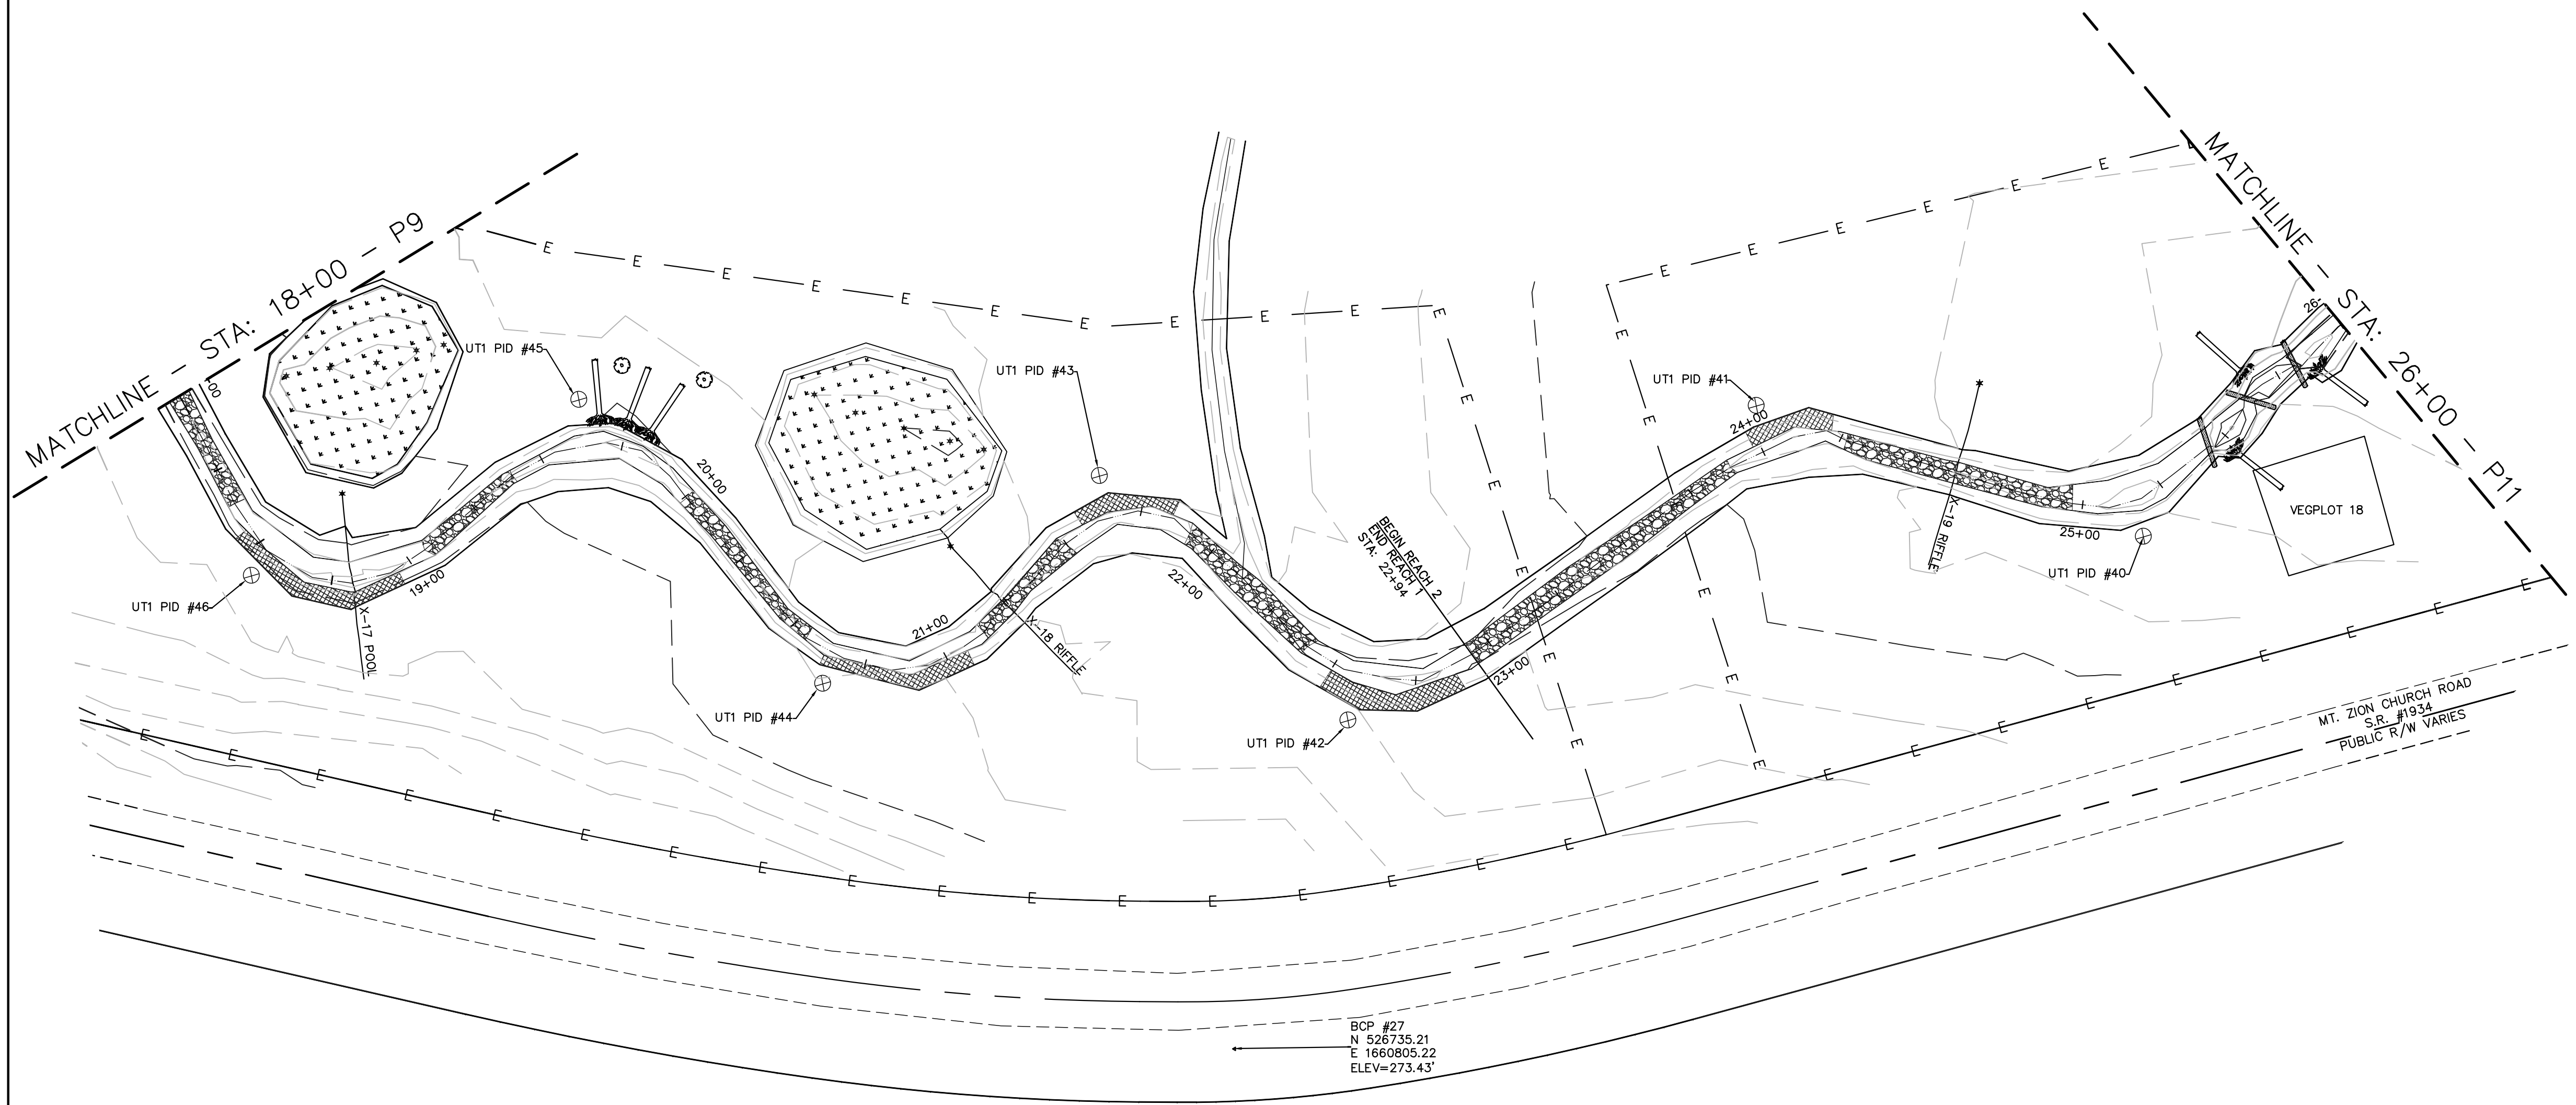 MATCHLINE - STA: 18+00 - P9
MATCHLINE - STA: 26+00 - P11
UT1 PID #45
UT1 PID #43
UT1 PID #41
UT1 PID #46
UT1 PID #44
UT1 PID #42
UT1 PID #40
+00
19+00
20+00
21+00
22+00
23+00
24+00
25+00
26-
X-17 POOL
X-18 RIFFLE
X-19 RIFFLE
BEGIN REACH 2
END REACH 1
STA: 22+94
VEGPLOT 18
MT. ZION CHURCH ROAD
S.R. #1934
PUBLIC R/W VARIES
BCP #27
N 526735.21
E 1660805.22
ELEV=273.43'
E E E E E E E E E E E
E E E E E E E
E E E E E
E E E E E E
E E E E E E E E E E E E E E E E E E E E E E E E E E E E